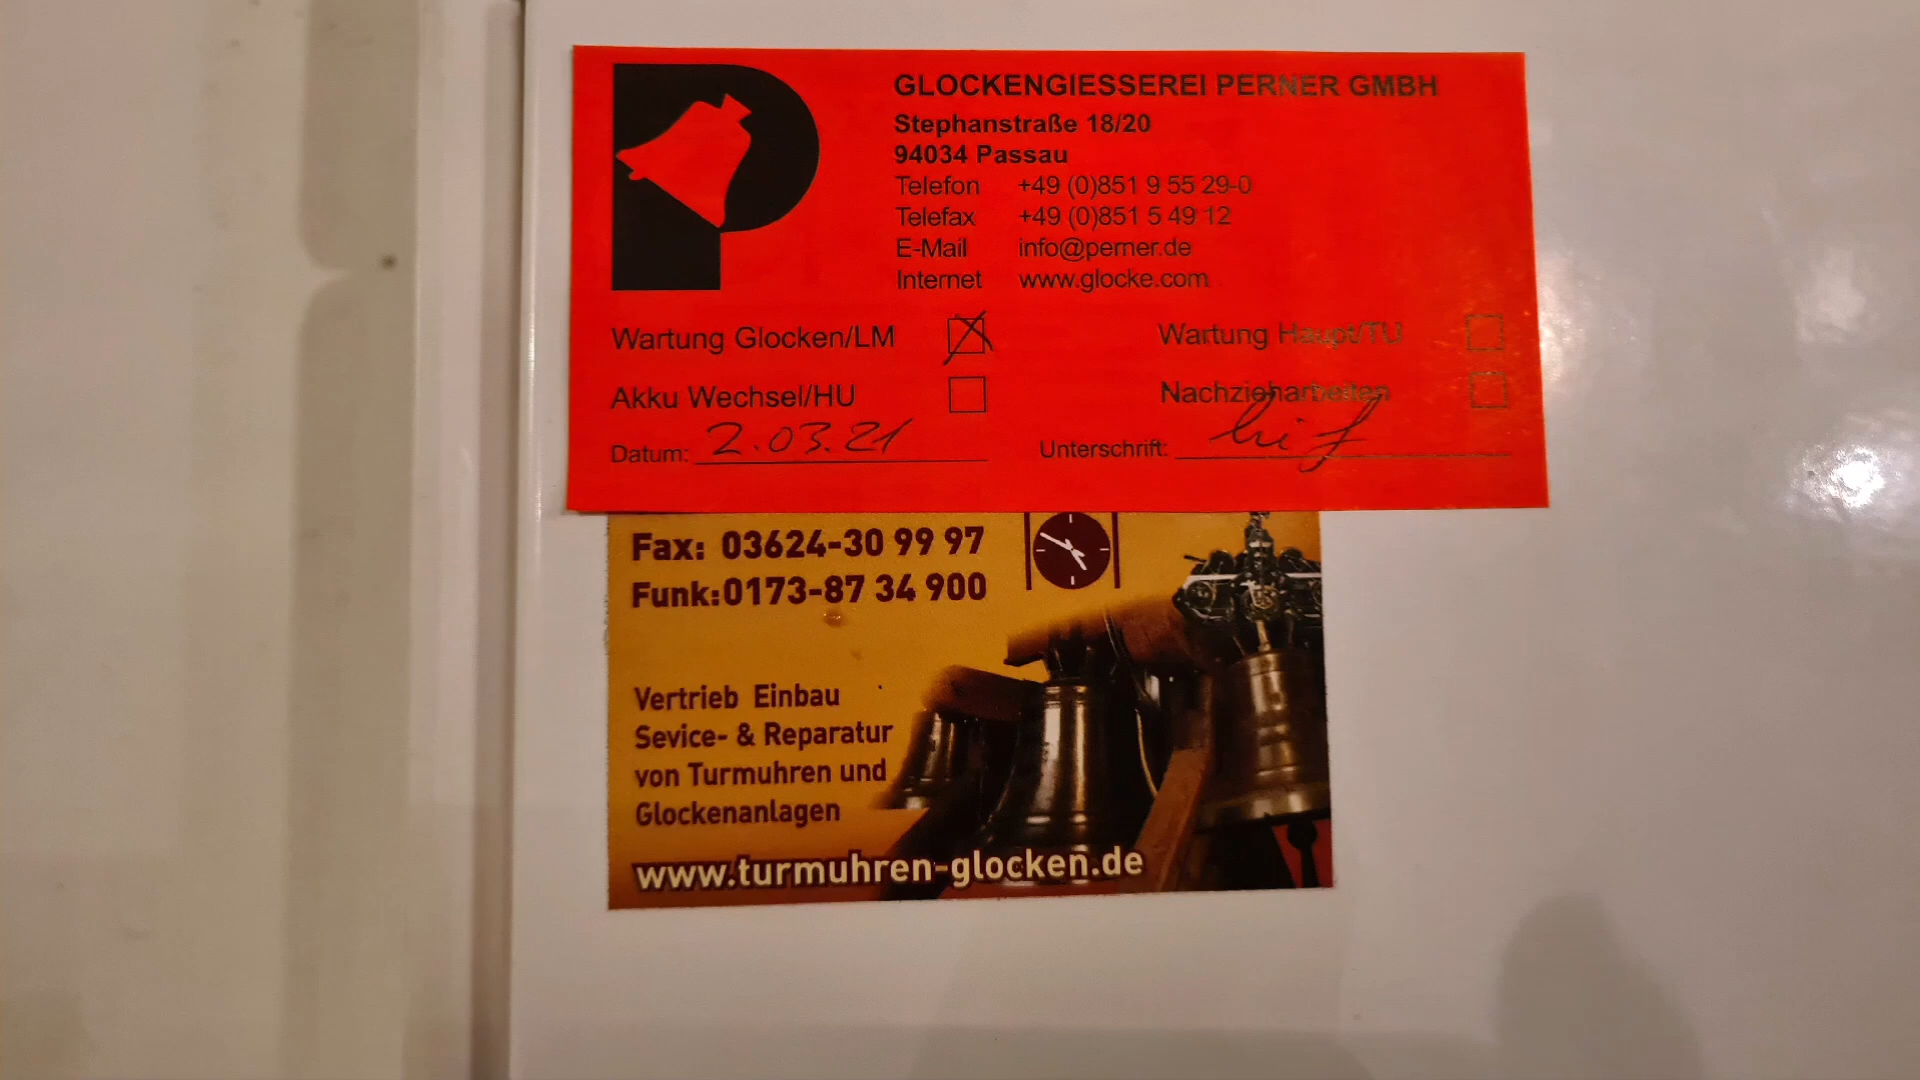 GLOCKENGIESSEREI PERNER GMBH
Stephanstraße 18/20
94034 Passau
Telefon +49 (0)851 9 55 29-0
Telefax +49 (0)851 5 49 12
E-Mail info@perner.de
Internet www.glocke.com
Wartung Glocken/LM Wartung Haupt/TU
Akku Wechsel/HU Nachzieharbeiten
Datum: 2.03.21 Unterschrift:
Fax: 03624-30 99 97
Funk:0173-87 34 900
Vertrieb Einbau
Sevice- & Reparatur
von Turmuhren und
Glockenanlagen
www.turmuhren-glocken.de